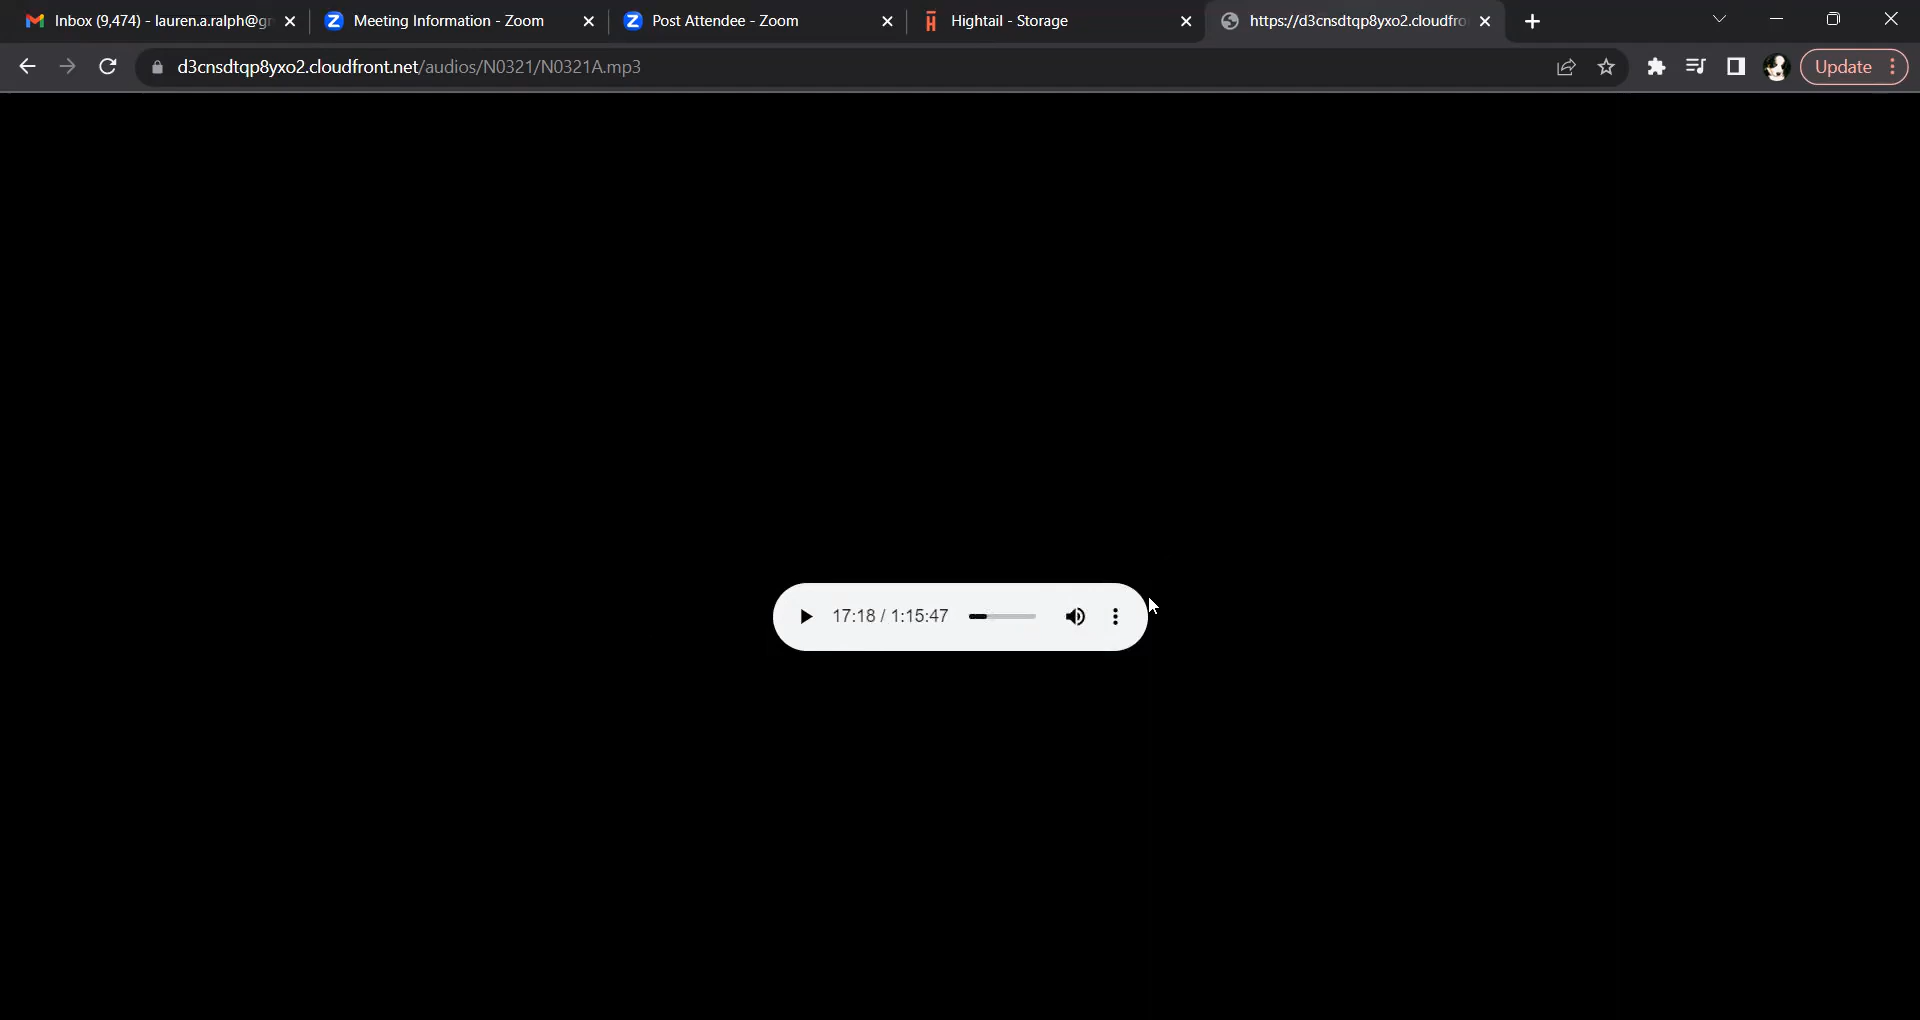 Inbox (9,474) - lauren.a.ralph@g
Meeting Information - Zoom
Post Attendee - Zoom
Hightail - Storage
https://d3cnsdtqp8yxo2.cloudfro
d3cnsdtqp8yxo2.cloudfront.net/audios/N0321/N0321A.mp3
Update
17:18 / 1:15:47